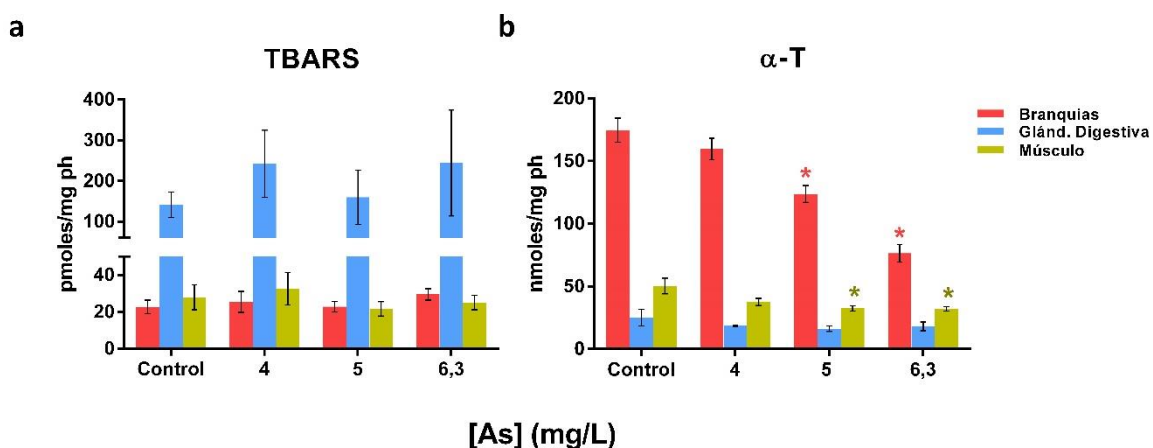 a
TBARS
pmoles/mg ph
400
300
200
100
40
20
0
Control 4 5 6,3
b
α-T
nmoles/mg ph
200
150
100
50
0
* * * *
Control 4 5 6,3
Branquias
Glánd. Digestiva
Músculo
[As] (mg/L)